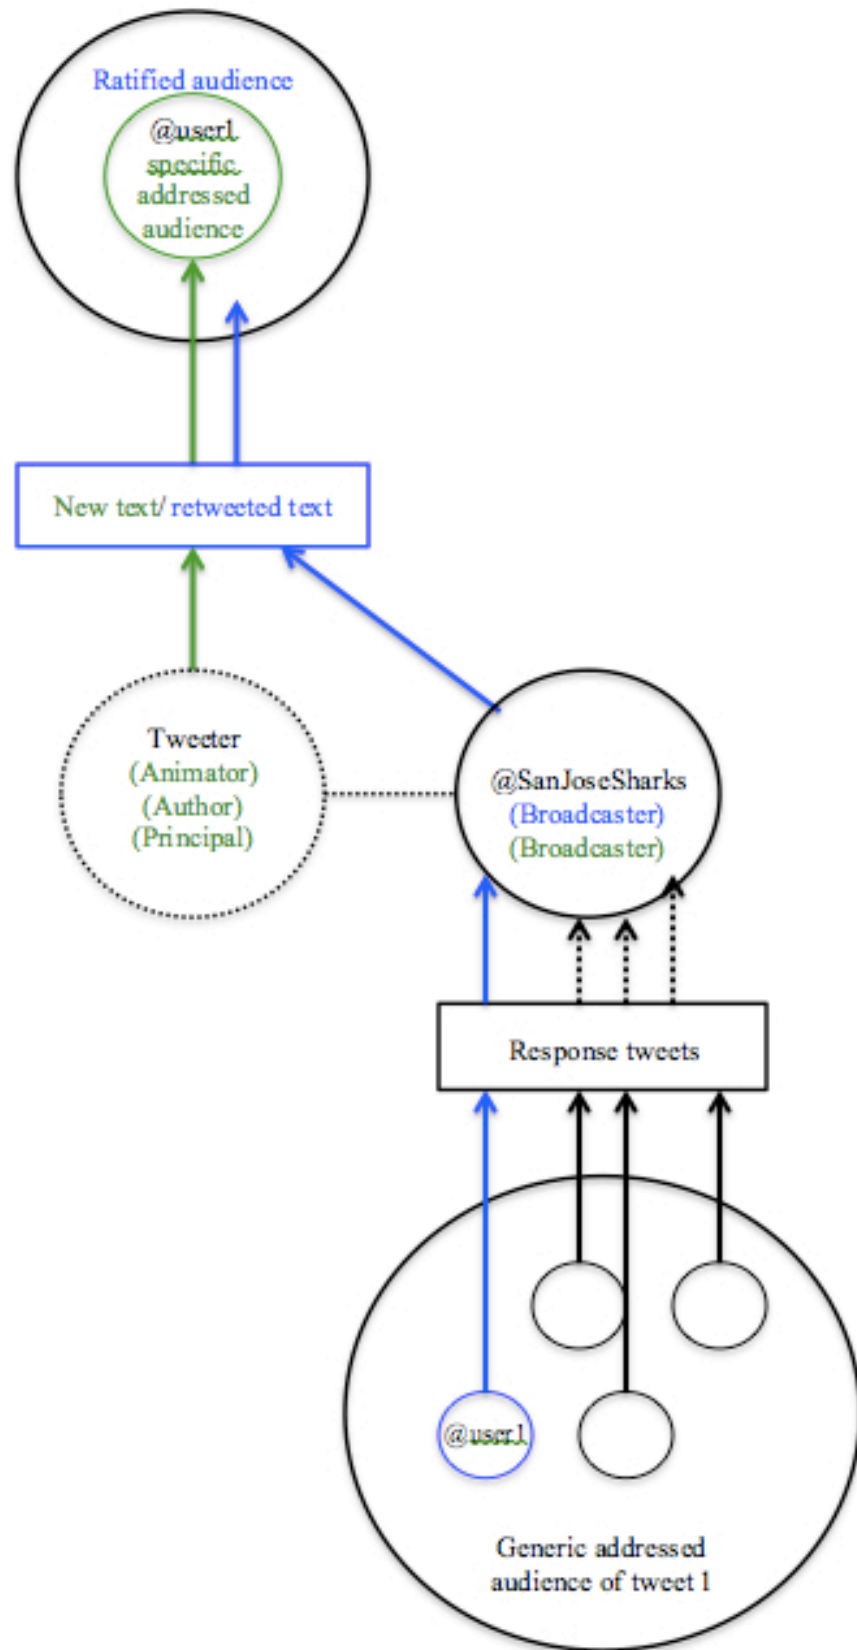 Ratified audience
@user1
specific
addressed
audience
New text/ retweeted text
Tweeter
(Animator)
(Author)
(Principal)
@SanJoseSharks
(Broadcaster)
(Broadcaster)
Response tweets
@user1
Generic addressed
audience of tweet 1